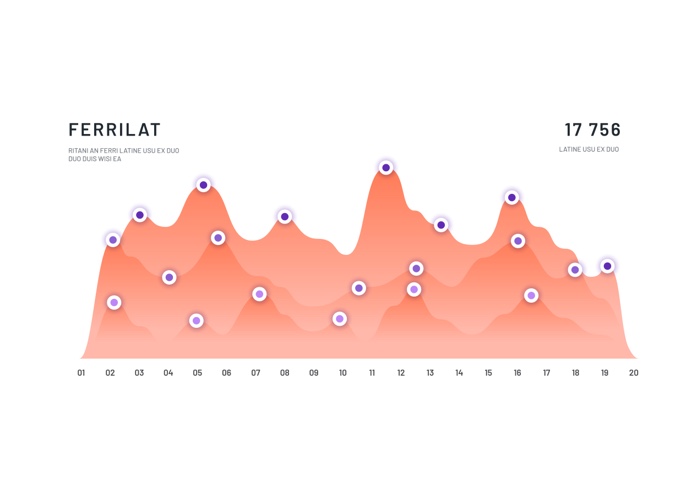 FERRILAT
RITANI AN FERRI LATINE USU EX DUO
DUO DUIS WISI EA
17 756
LATINE USU EX DUO
01 02 03 04 05 06 07 08 09 10 11 12 13 14 15 16 17 18 19 20